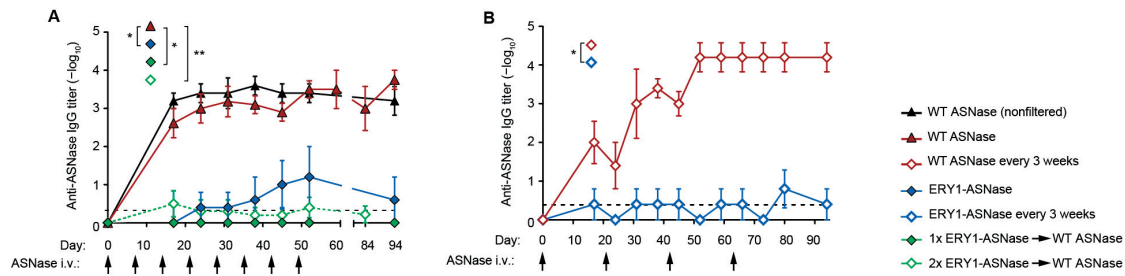 A
B
Anti-ASNase IgG titer (−log10)
5
4
3
2
1
0
*
*
**
Day: 0 10 20 30 40 50 60 84 94
ASNase i.v.:
Anti-ASNase IgG titer (−log10)
5
4
3
2
1
0
*
Day: 0 10 20 30 40 50 60 70 80 90
ASNase i.v.:
WT ASNase (nonfiltered)
WT ASNase
WT ASNase every 3 weeks
ERY1-ASNase
ERY1-ASNase every 3 weeks
1x ERY1-ASNase → WT ASNase
2x ERY1-ASNase → WT ASNase